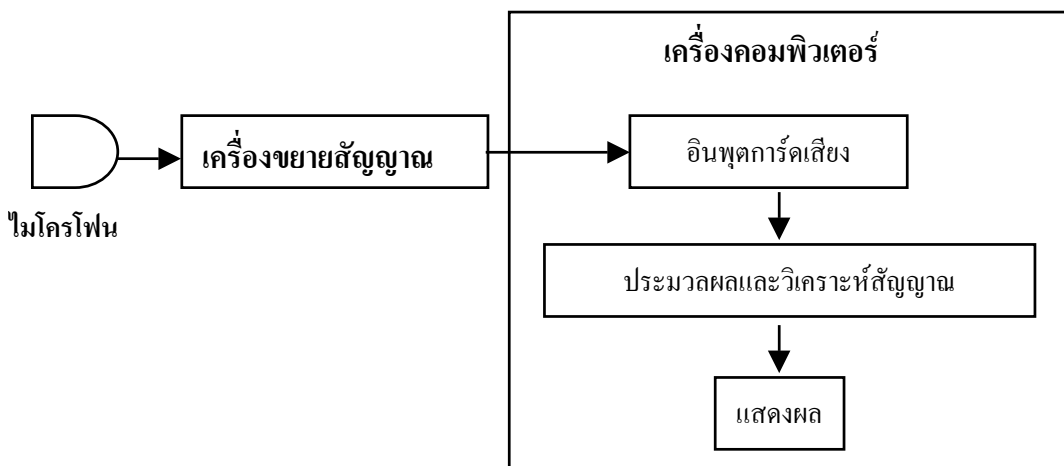 เครื่องคอมพิวเตอร์
เครื่องขยายสัญญาณ
อินพุตการ์ดเสียง
ไมโครโฟน
ประมวลผลและวิเคราะห์สัญญาณ
แสดงผล